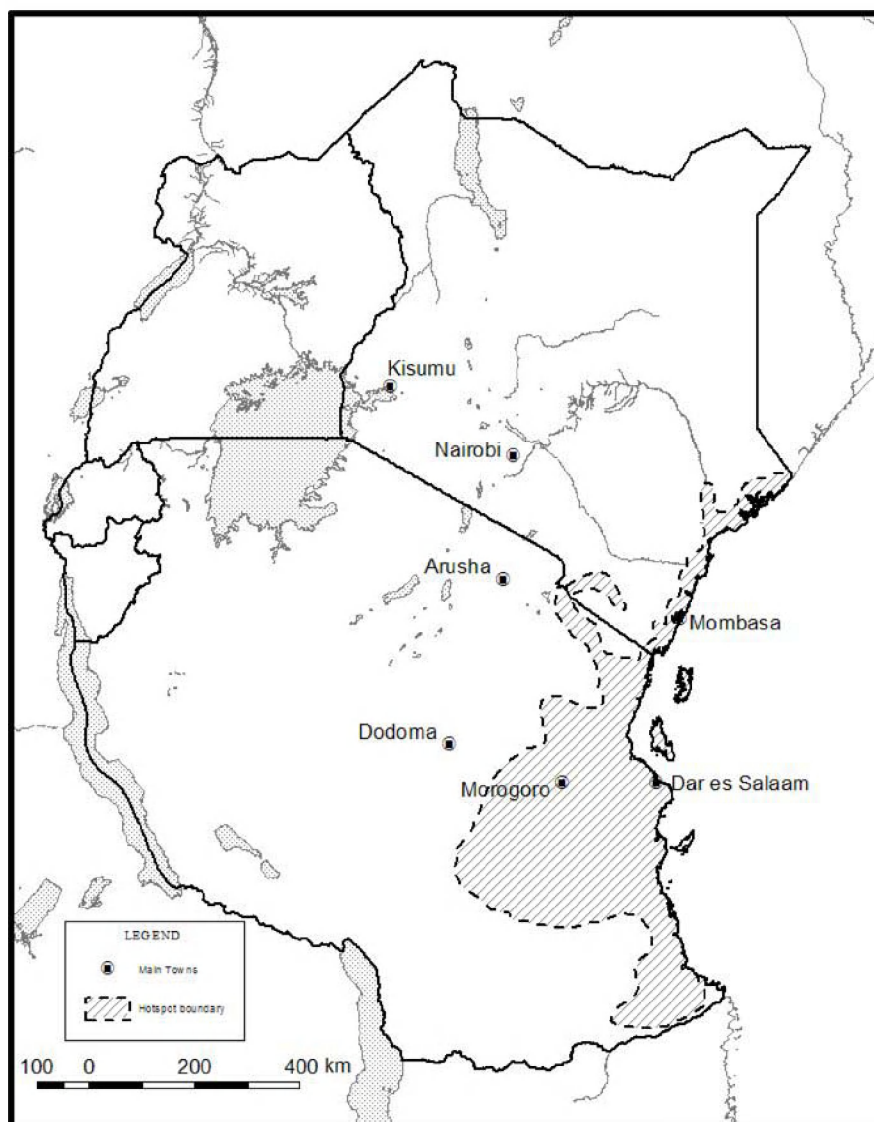 Kisumu
Nairobi
Arusha
Mombasa
Dodoma
Morogoro
Dar es Salaam
LEGEND
Main Towns
Hotspot boundary
100 0 200 400 km